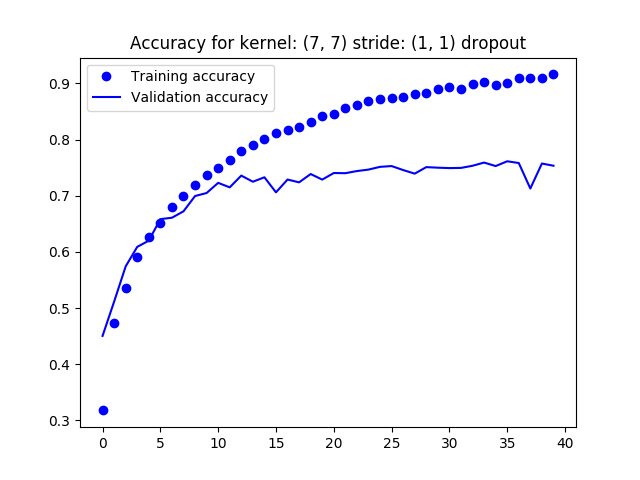 Accuracy for kernel: (7, 7) stride: (1, 1) dropout
Training accuracy
Validation accuracy
0.9
0.8
0.7
0.6
0.5
0.4
0.3
0 5 10 15 20 25 30 35 40